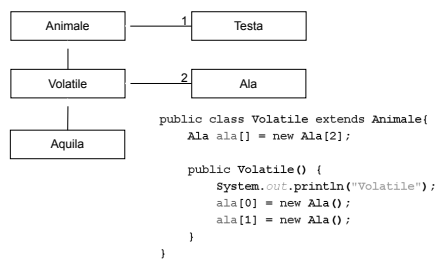 Animale 1 Testa
Volatile 2 Ala
Aquila
public class Volatile extends Animale{
    Ala ala[] = new Ala[2];
    public Volatile() {
        System.out.println("Volatile");
        ala[0] = new Ala();
        ala[1] = new Ala();
    }
}